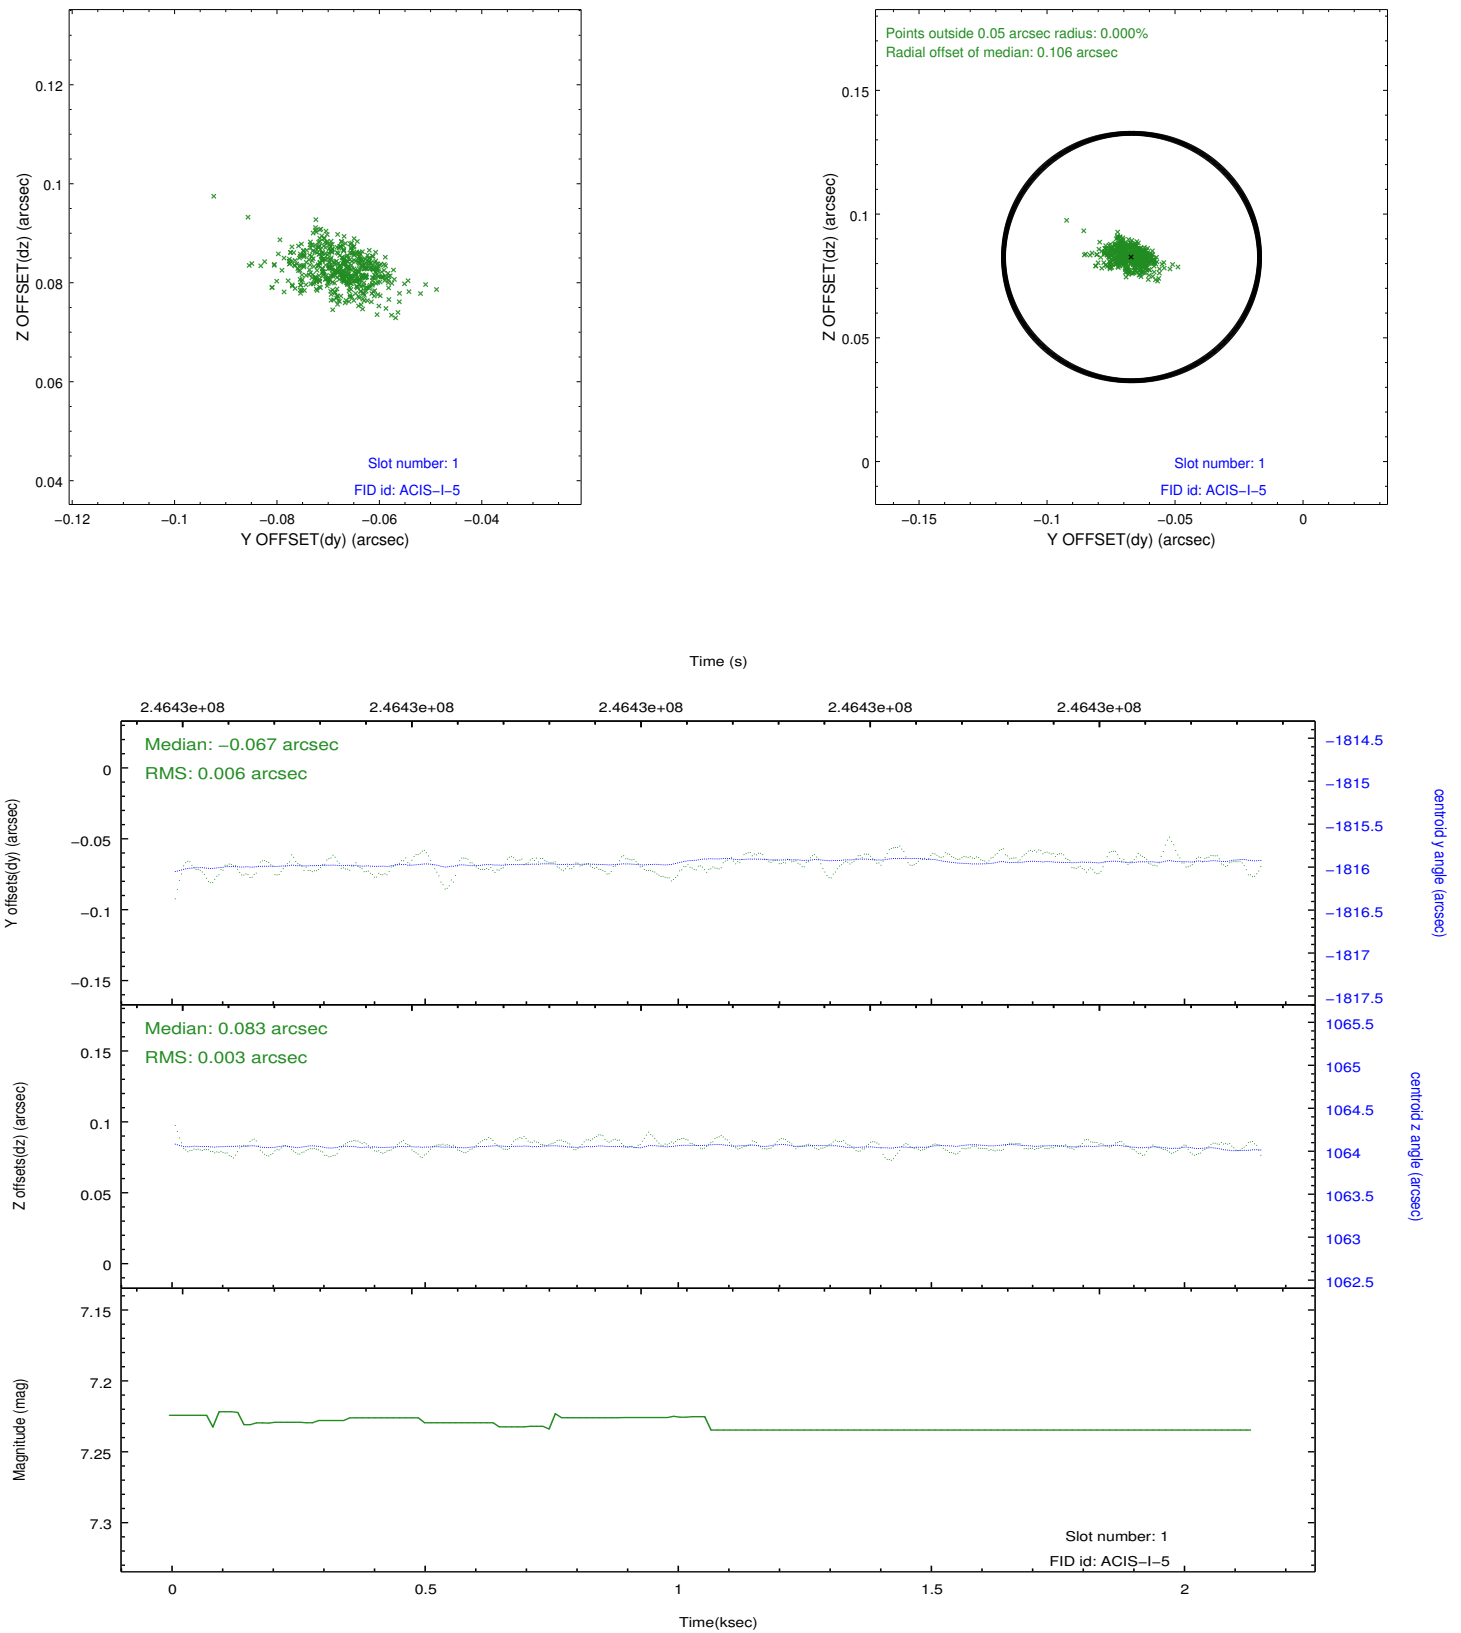 0.12
0.1
0.08
0.06
0.04
Z OFFSET(dz) (arcsec)
Slot number: 1
FID id: ACIS−I−5
−0.12 −0.1 −0.08 −0.06 −0.04
Y OFFSET(dy) (arcsec)
Points outside 0.05 arcsec radius: 0.000%
Radial offset of median: 0.106 arcsec
0.15
0.1
0.05
0
Z OFFSET(dz) (arcsec)
Slot number: 1
FID id: ACIS−I−5
−0.15 −0.1 −0.05 0
Y OFFSET(dy) (arcsec)
Time (s)
2.4643e+08 2.4643e+08 2.4643e+08 2.4643e+08 2.4643e+08
Median: −0.067 arcsec
RMS: 0.006 arcsec
0
−0.05
−0.1
−0.15
Y offsets(dy) (arcsec)
−1814.5
−1815
−1815.5
−1816
−1816.5
−1817
−1817.5
centroid y angle (arcsec)
Median: 0.083 arcsec
RMS: 0.003 arcsec
0.15
0.1
0.05
0
Z offsets(dz) (arcsec)
1065.5
1065
1064.5
1064
1063.5
1063
1062.5
centroid z angle (arcsec)
7.15
7.2
7.25
7.3
Magnitude (mag)
Slot number: 1
FID id: ACIS−I−5
0 0.5 1 1.5 2
Time(ksec)